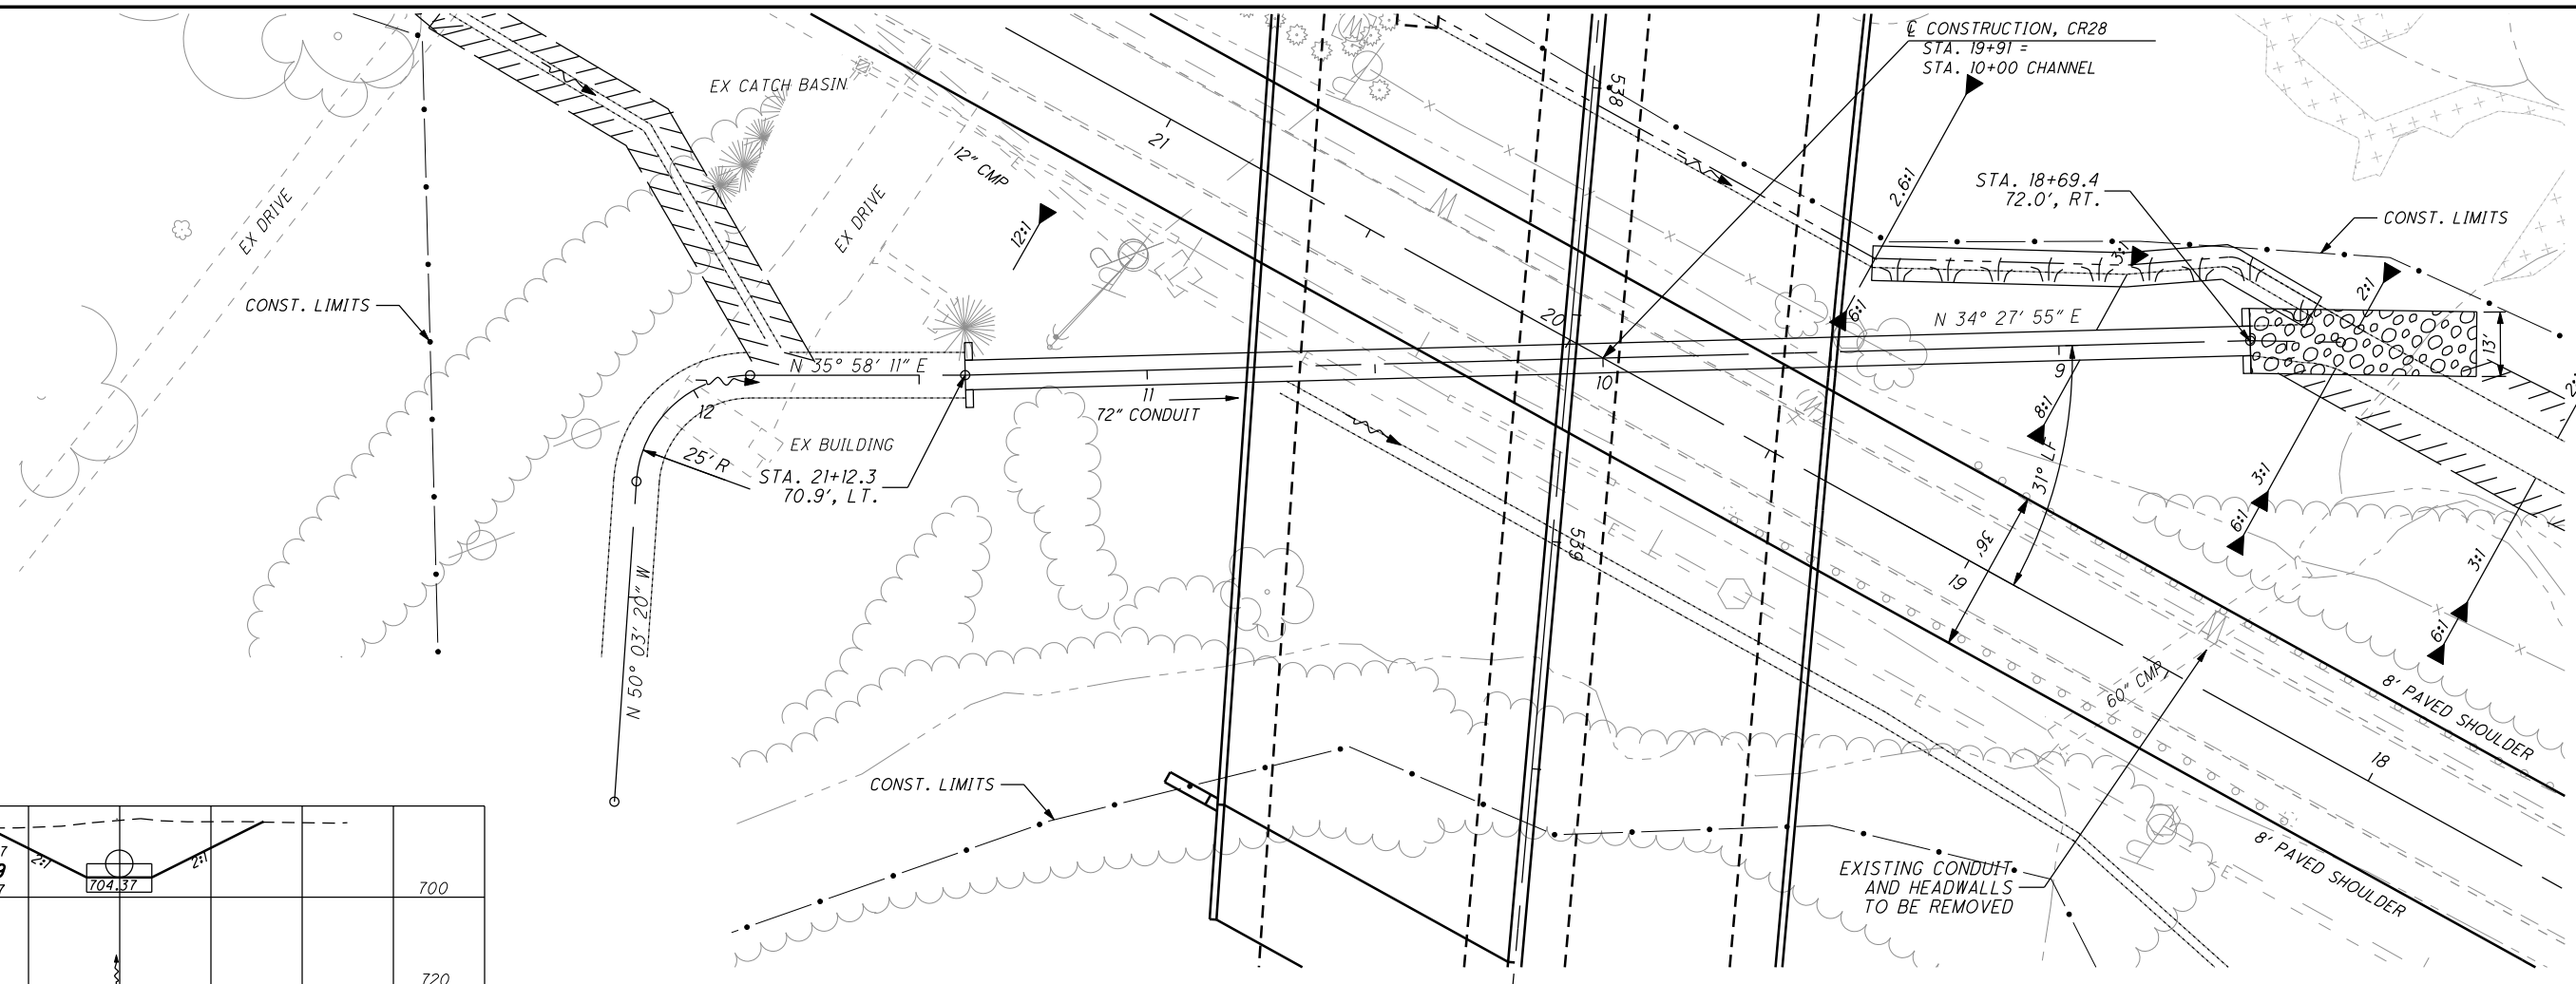 ℄ CONSTRUCTION, CR28
STA. 19+91 =
STA. 10+00 CHANNEL
EX CATCH BASIN
12" CMP
21
538
2.6:1
STA. 18+69.4
72.0', RT.
CONST. LIMITS
EX DRIVE
EX DRIVE
12:1
3:1
2:1
6:1
CONST. LIMITS
N 34° 27' 55" E
20
13'
N 35° 58' 11" E
10
9
11
72" CONDUIT
12
8:1
2:1
EX BUILDING
25' R
STA. 21+12.3
70.9', LT.
31° LF
3:1
6:1
36'
539
19
3:1
6:1
N 50° 03' 20" W
60" CMP
8' PAVED SHOULDER
18
CONST. LIMITS
8' PAVED SHOULDER
EXISTING CONDUIT
AND HEADWALLS
TO BE REMOVED
2:1
2:1
704.37
700
720
E
E
E
E
E